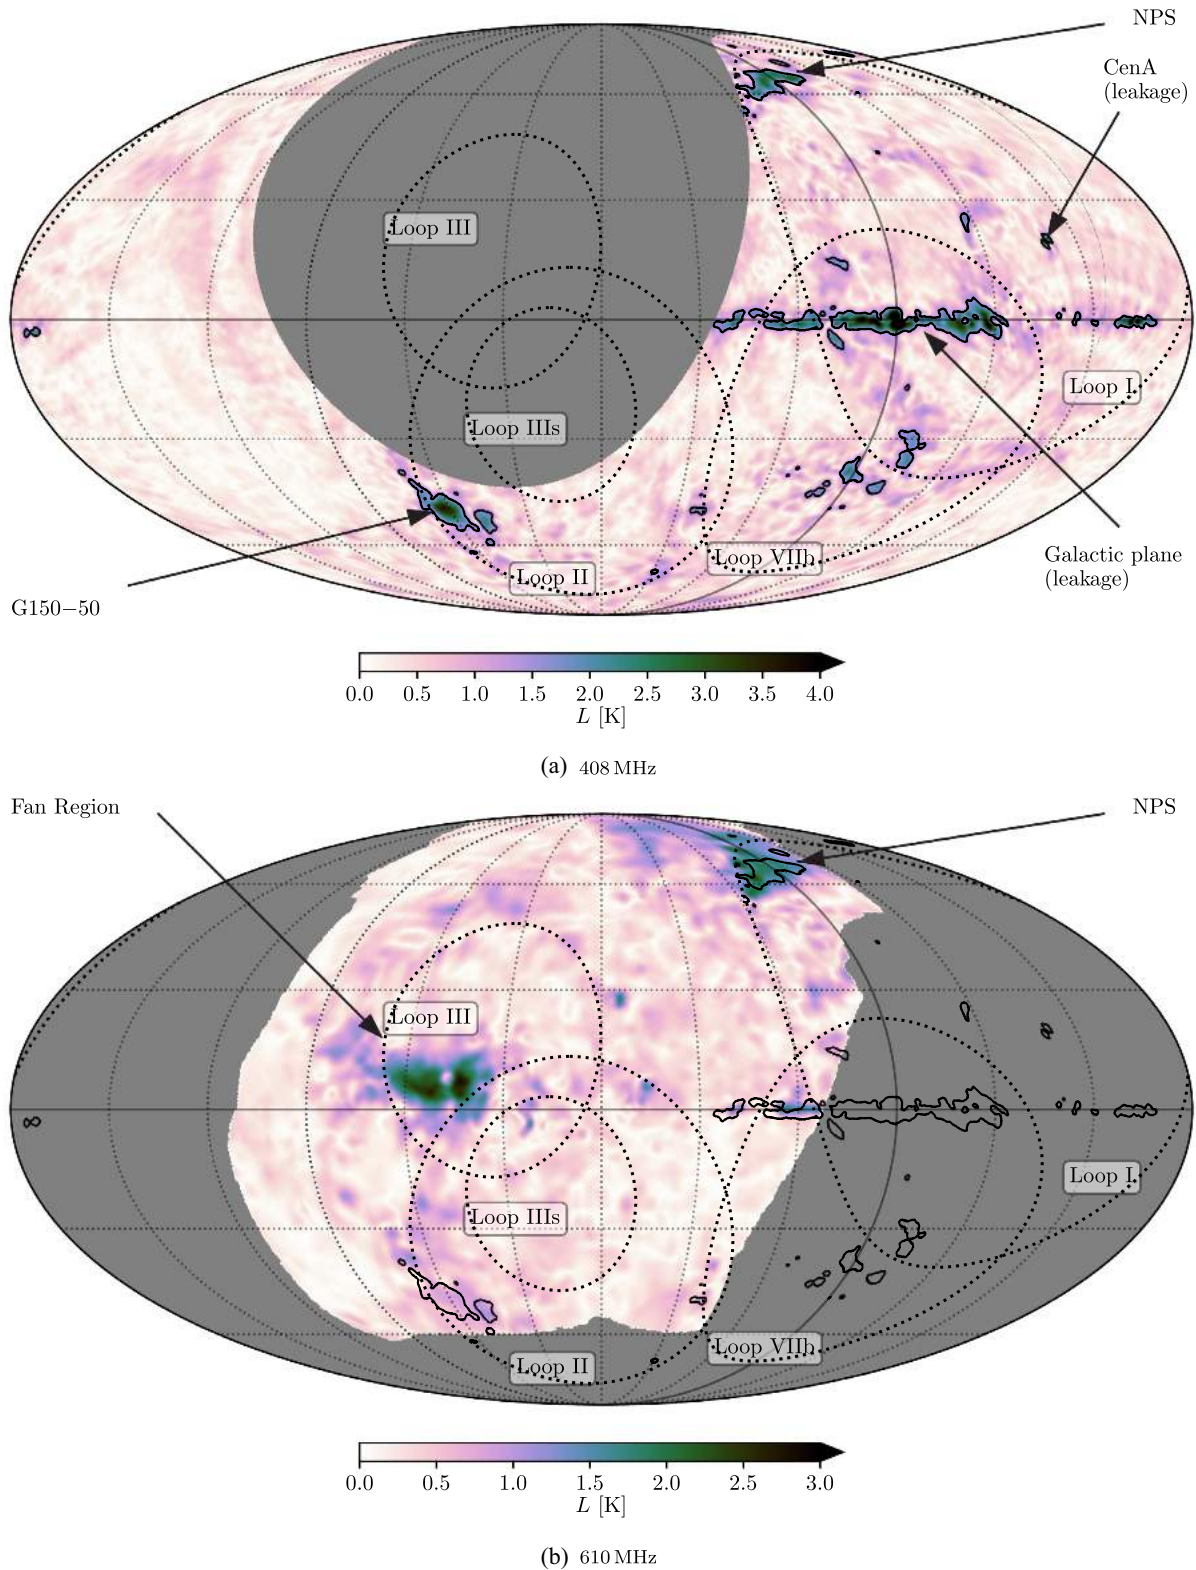 NPS
CenA
(leakage)
Loop III
Loop IIIs
Loop I
Loop VIIb
Galactic plane
(leakage)
Loop II
G150−50
0.0 0.5 1.0 1.5 2.0 2.5 3.0 3.5 4.0
L [K]
(a) 408 MHz
Fan Region
NPS
Loop III
Loop I
Loop IIIs
Loop VIIb
Loop II
0.0 0.5 1.0 1.5 2.0 2.5 3.0
L [K]
(b) 610 MHz